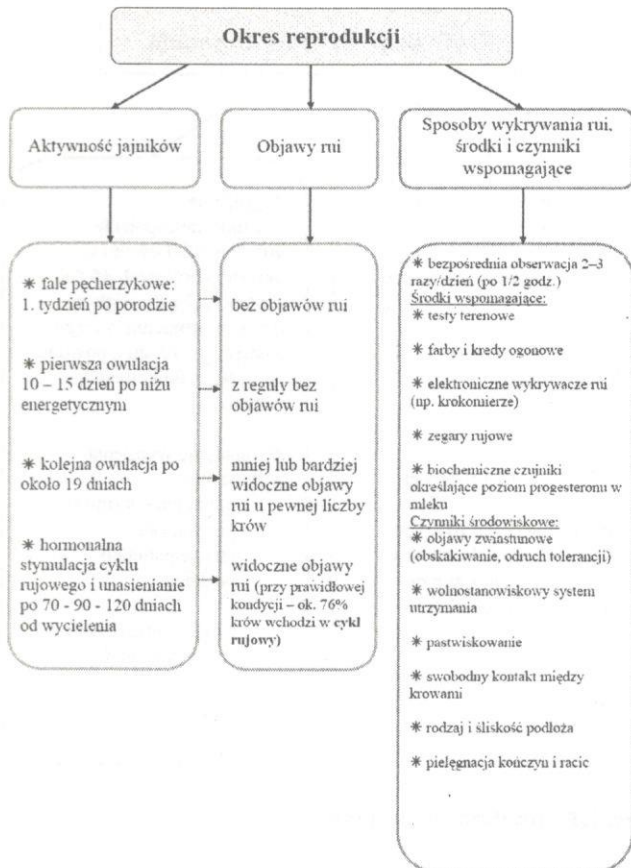 Okres reprodukcji
Aktywność jajników
Objawy rui
Sposoby wykrywania rui,
środki i czynniki
wspomagające
✳ fale pęcherzykowe:
1. tydzień po porodzie
✳ pierwsza owulacja
10 – 15 dzień po niżu
energetycznym
✳ kolejna owulacja po
około 19 dniach
✳ hormonalna
stymulacja cyklu
rujowego i unasienianie
po 70 - 90 - 120 dniach
od wycielenia
bez objawów rui
z reguły bez
objawów rui
mniej lub bardziej
widoczne objawy
rui u pewnej liczby
krów
widoczne objawy
rui (przy prawidłowej
kondycji – ok. 76%
krów wchodzi w cykl
rujowy)
✳ bezpośrednia obserwacja 2–3
razy/dzień (po 1/2 godz.)
Środki wspomagające:
✳ testy terenowe
✳ farby i kredy ogonowe
✳ elektroniczne wykrywacze rui
(np. krokomierze)
✳ zegary rujowe
✳ biochemiczne czujniki
określające poziom progesteronu w
mleku
Czynniki środowiskowe:
✳ objawy zwiastunowe
(obskakiwanie, odruch tolerancji)
✳ wolnostanowiskowy system
utrzymania
✳ pastwiskowanie
✳ swobodny kontakt między
krowami
✳ rodzaj i śliskość podłoża
✳ pielęgnacja kończyn i racic